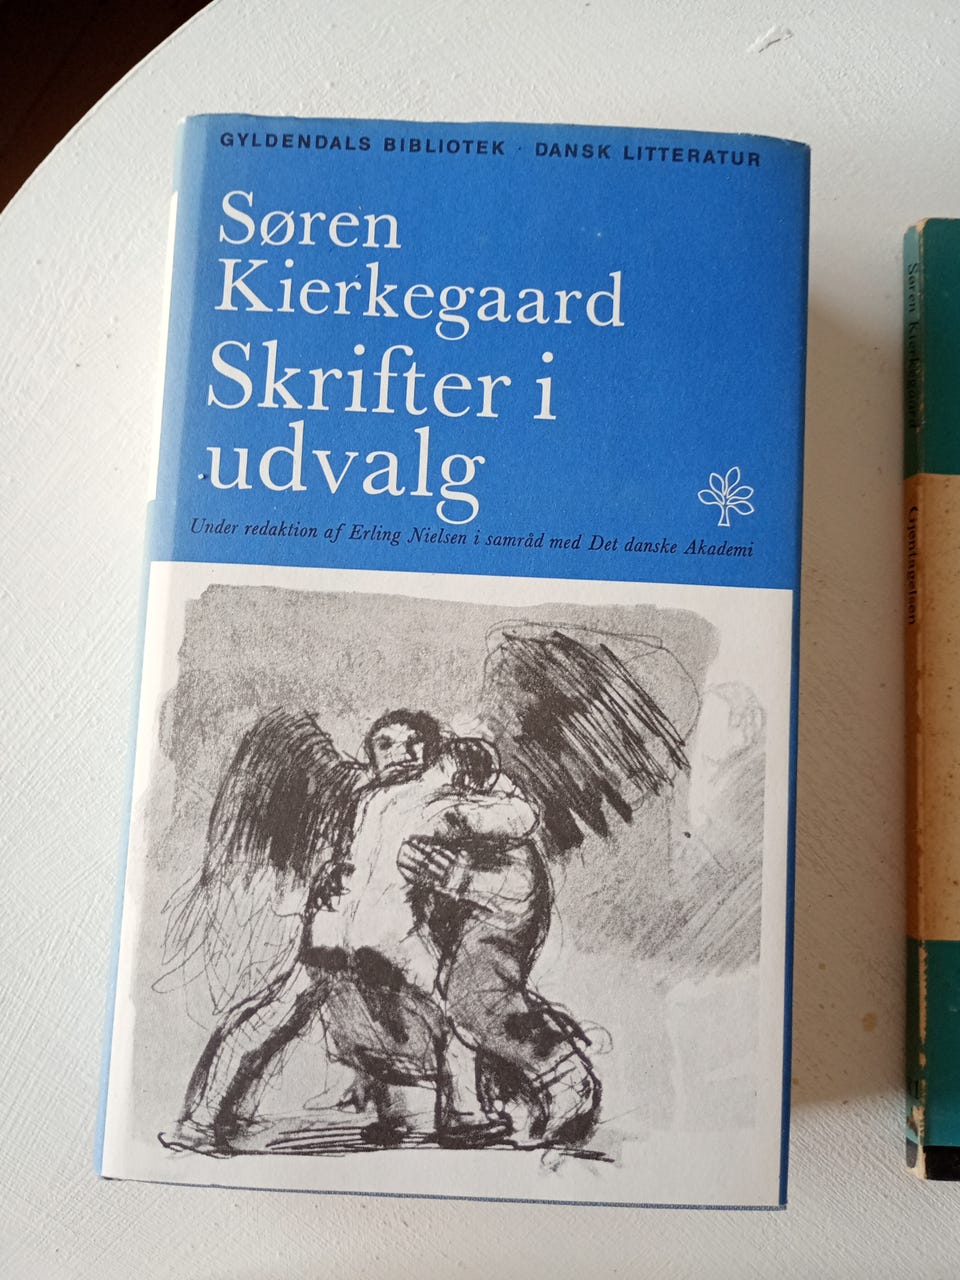 GYLDENDALS BIBLIOTEK · DANSK LITTERATUR
Søren
Kierkegaard
Skrifter i
udvalg
Under redaktion af Erling Nielsen i samråd med Det danske Akademi
Søren Kierkegaard
Gjentagelsen